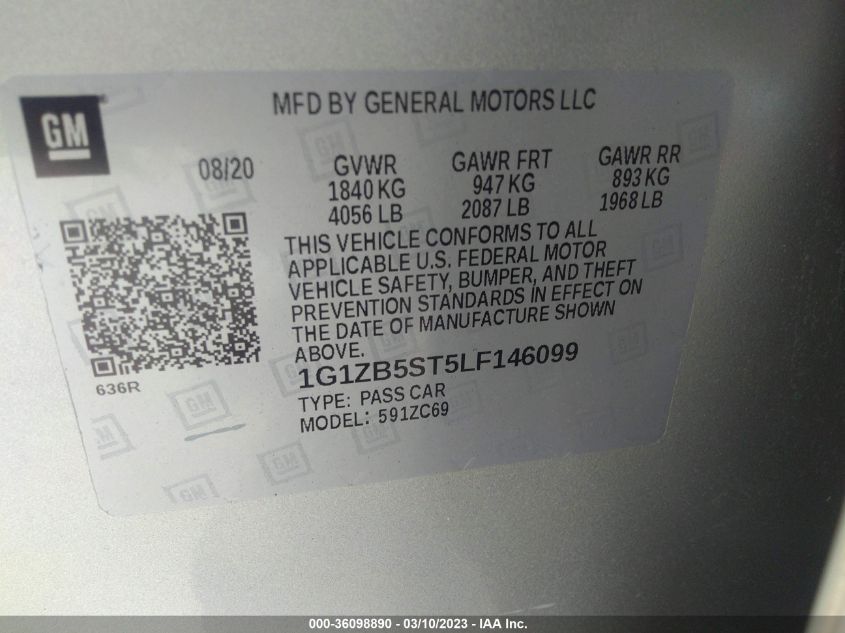 GM
MFD BY GENERAL MOTORS LLC
08/20 GVWR GAWR FRT GAWR RR
1840 KG 947 KG 893 KG
4056 LB 2087 LB 1968 LB
THIS VEHICLE CONFORMS TO ALL
APPLICABLE U.S. FEDERAL MOTOR
VEHICLE SAFETY, BUMPER, AND THEFT
PREVENTION STANDARDS IN EFFECT ON
THE DATE OF MANUFACTURE SHOWN
ABOVE.
636R
1G1ZB5ST5LF146099
TYPE: PASS CAR
MODEL: 591ZC69
000-36098890 - 03/10/2023 - IAA Inc.